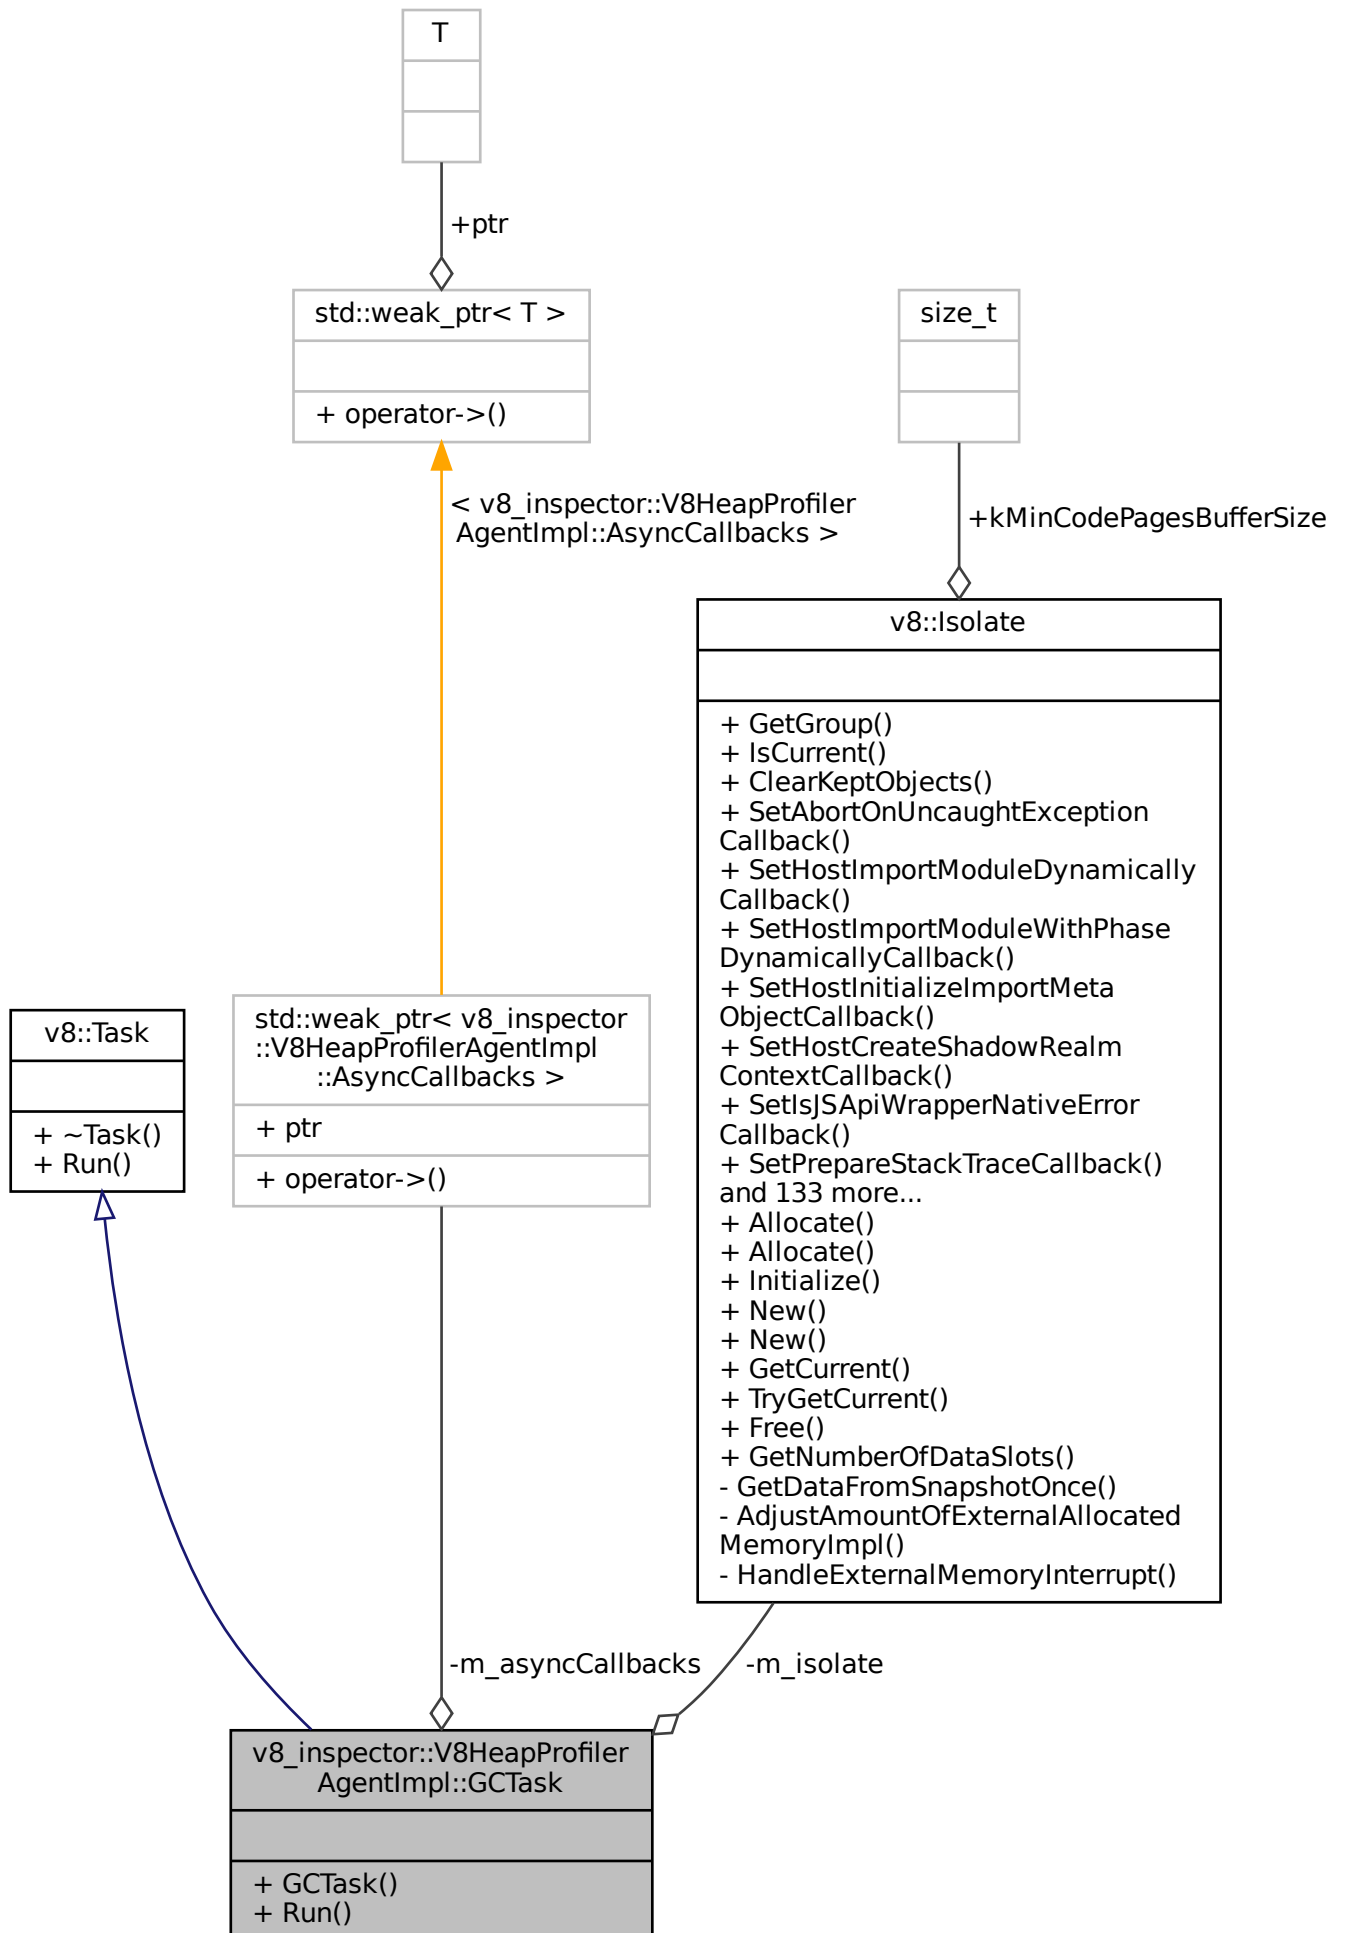 T
+ptr
std::weak_ptr< T >
+ operator->()
size_t
< v8_inspector::V8HeapProfiler
AgentImpl::AsyncCallbacks >
+kMinCodePagesBufferSize
v8::Isolate
+ GetGroup()
+ IsCurrent()
+ ClearKeptObjects()
+ SetAbortOnUncaughtException
Callback()
+ SetHostImportModuleDynamically
Callback()
+ SetHostImportModuleWithPhase
DynamicallyCallback()
+ SetHostInitializeImportMeta
ObjectCallback()
+ SetHostCreateShadowRealm
ContextCallback()
+ SetIsJSApiWrapperNativeError
Callback()
+ SetPrepareStackTraceCallback()
and 133 more...
+ Allocate()
+ Allocate()
+ Initialize()
+ New()
+ New()
+ GetCurrent()
+ TryGetCurrent()
+ Free()
+ GetNumberOfDataSlots()
- GetDataFromSnapshotOnce()
- AdjustAmountOfExternalAllocated
MemoryImpl()
- HandleExternalMemoryInterrupt()
v8::Task
+ ~Task()
+ Run()
std::weak_ptr< v8_inspector
::V8HeapProfilerAgentImpl
::AsyncCallbacks >
+ ptr
+ operator->()
-m_asyncCallbacks
-m_isolate
v8_inspector::V8HeapProfiler
AgentImpl::GCTask
+ GCTask()
+ Run()